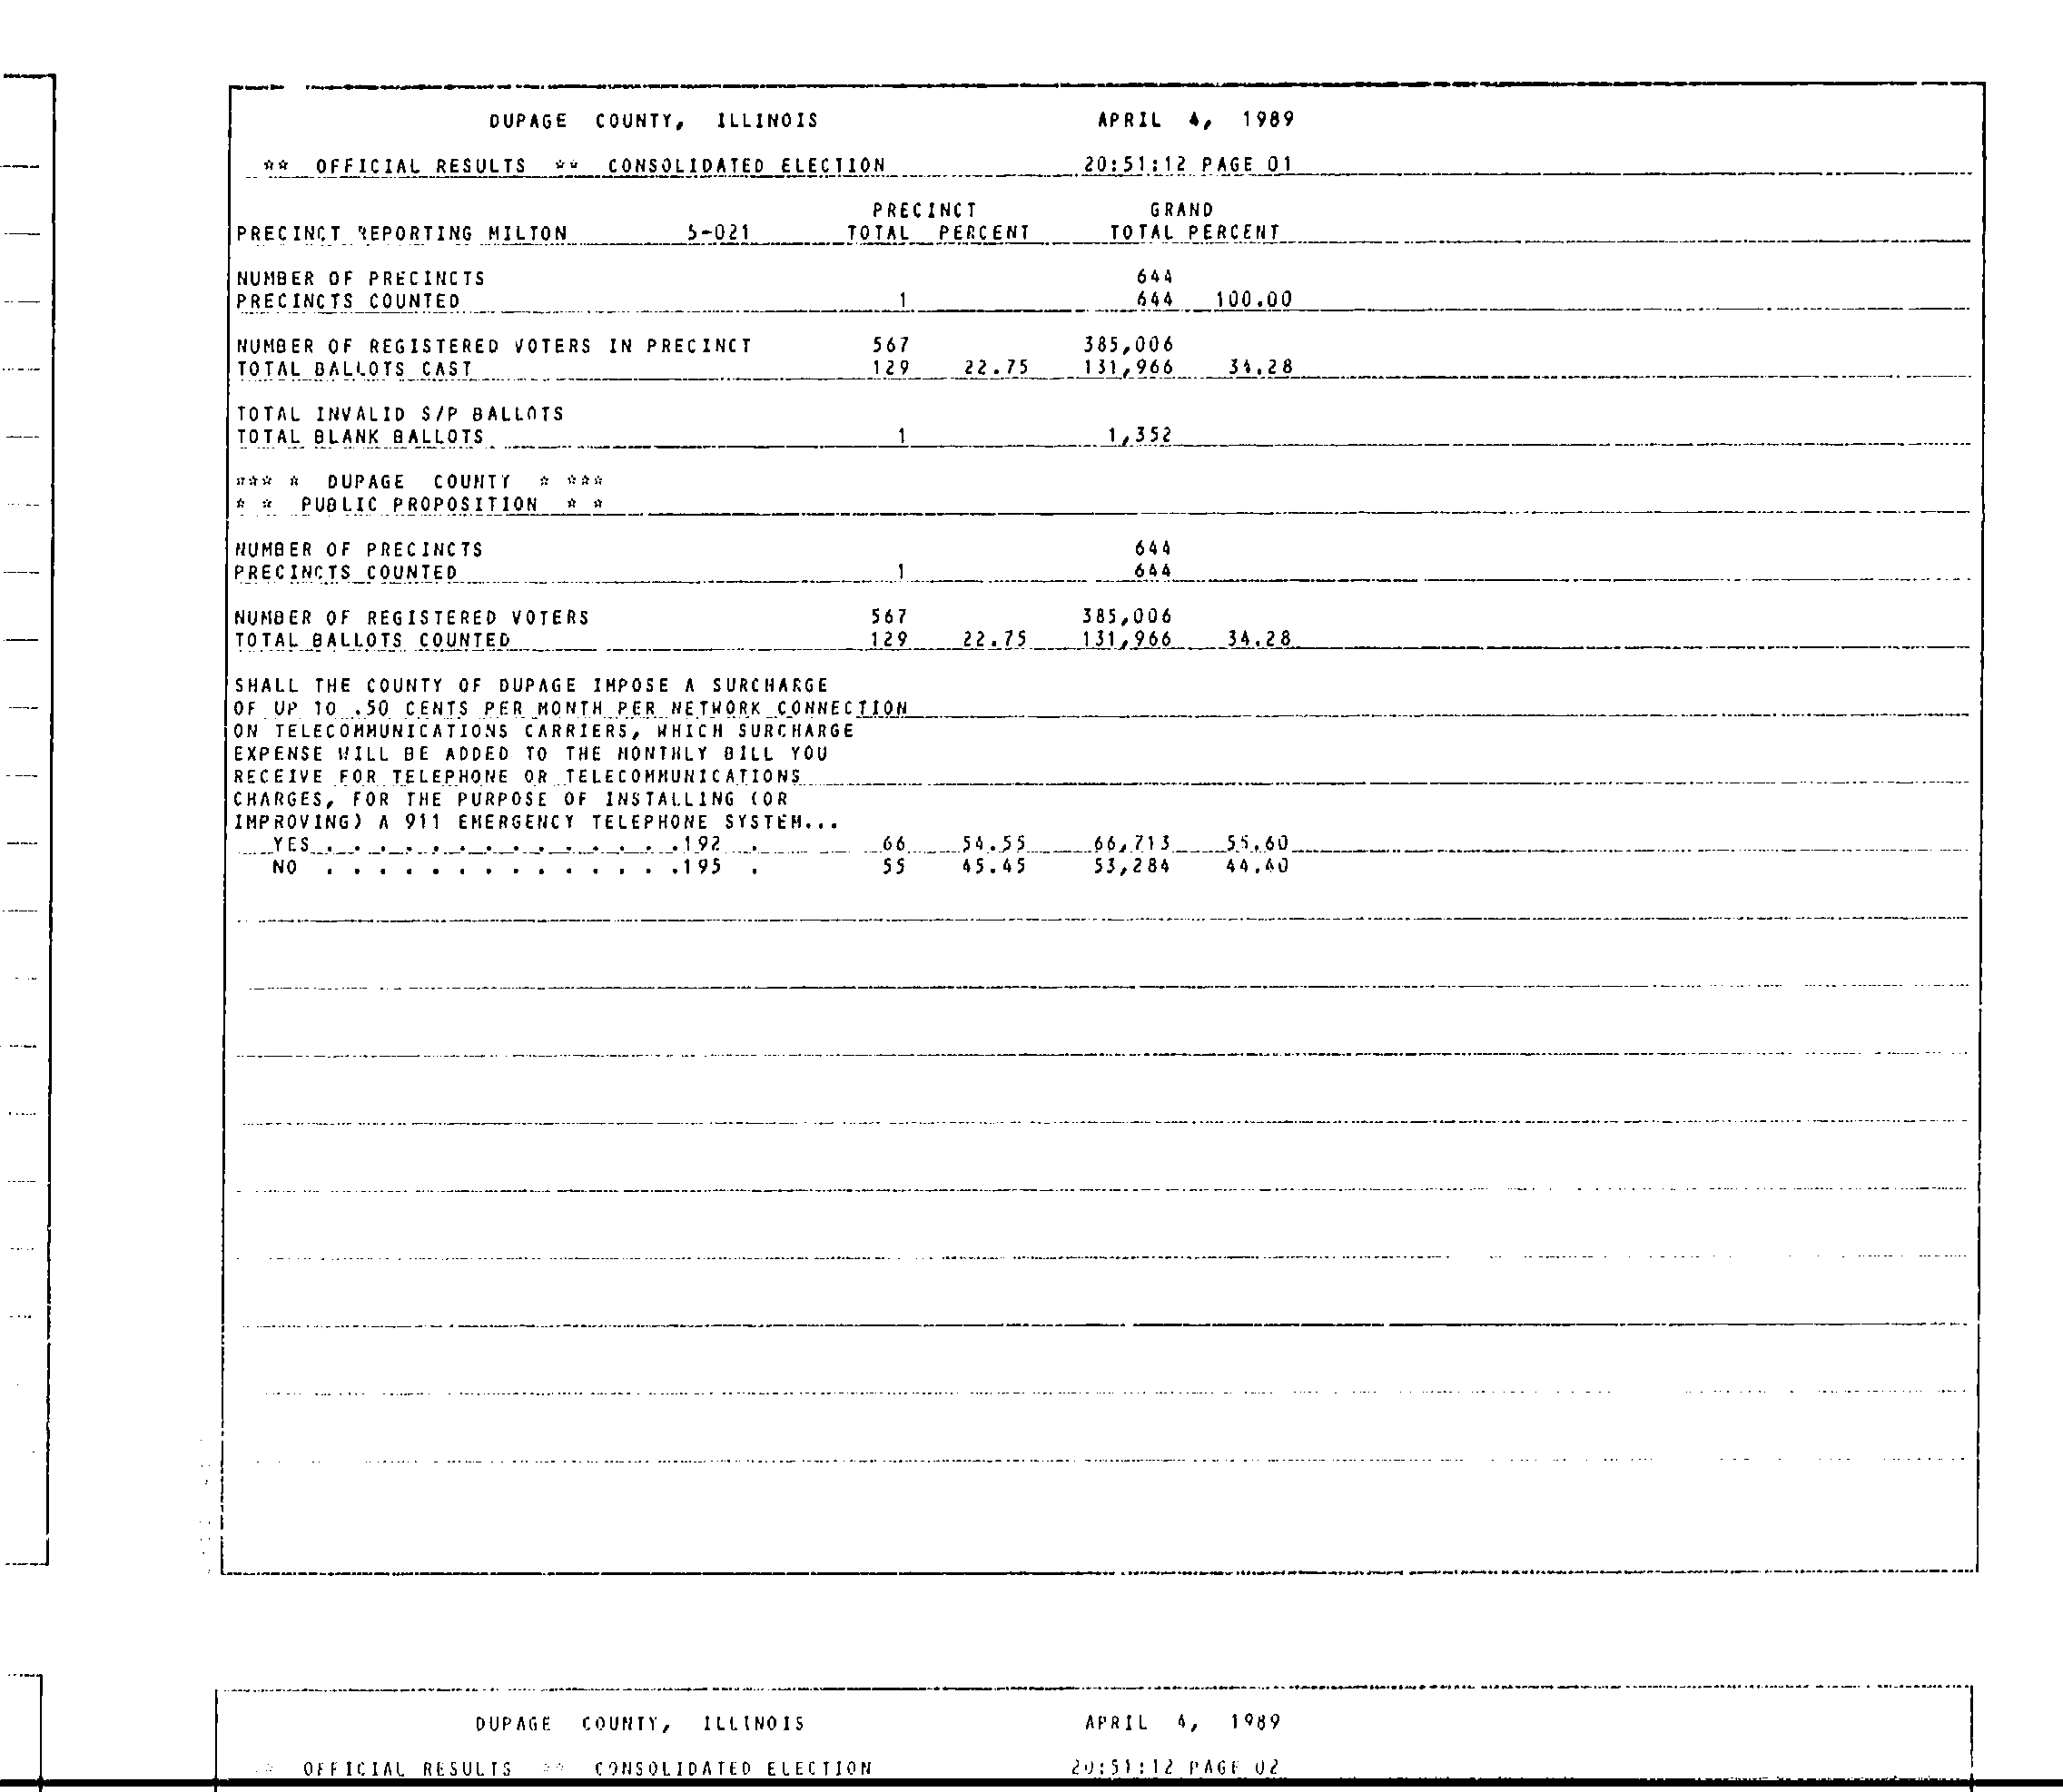 DUPAGE COUNTY, ILLINOIS APRIL 4, 1989
** OFFICIAL RESULTS ** CONSOLIDATED ELECTION 20:51:12 PAGE 01
PRECINCT GRAND
PRECINCT REPORTING MILTON 5-021 TOTAL PERCENT TOTAL PERCENT
NUMBER OF PRECINCTS 644
PRECINCTS COUNTED 1 644 100.00
NUMBER OF REGISTERED VOTERS IN PRECINCT 567 385,006
TOTAL BALLOTS CAST 129 22.75 131,966 34.28
TOTAL INVALID S/P BALLOTS
TOTAL BLANK BALLOTS 1 1,352
*** * DUPAGE COUNTY * ***
* * PUBLIC PROPOSITION * *
NUMBER OF PRECINCTS 644
PRECINCTS COUNTED 1 644
NUMBER OF REGISTERED VOTERS 567 385,006
TOTAL BALLOTS COUNTED 129 22.75 131,966 34.28
SHALL THE COUNTY OF DUPAGE IMPOSE A SURCHARGE
OF UP TO .50 CENTS PER MONTH PER NETWORK CONNECTION
ON TELECOMMUNICATIONS CARRIERS, WHICH SURCHARGE
EXPENSE WILL BE ADDED TO THE MONTHLY BILL YOU
RECEIVE FOR TELEPHONE OR TELECOMMUNICATIONS
CHARGES, FOR THE PURPOSE OF INSTALLING (OR
IMPROVING) A 911 EMERGENCY TELEPHONE SYSTEM...
YES . . . . . . . . . . . . . .192 . 66 54.55 66,713 55.60
NO . . . . . . . . . . . . . .195 . 55 45.45 53,284 44.40
DUPAGE COUNTY, ILLINOIS APRIL 4, 1989
** OFFICIAL RESULTS ** CONSOLIDATED ELECTION 20:51:12 PAGE 02